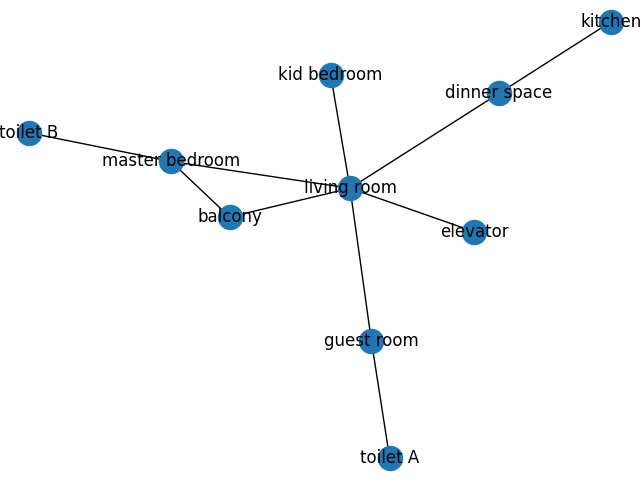 kitchen
kid bedroom
dinner space
toilet B
master bedroom
living room
balcony
elevator
guest room
toilet A